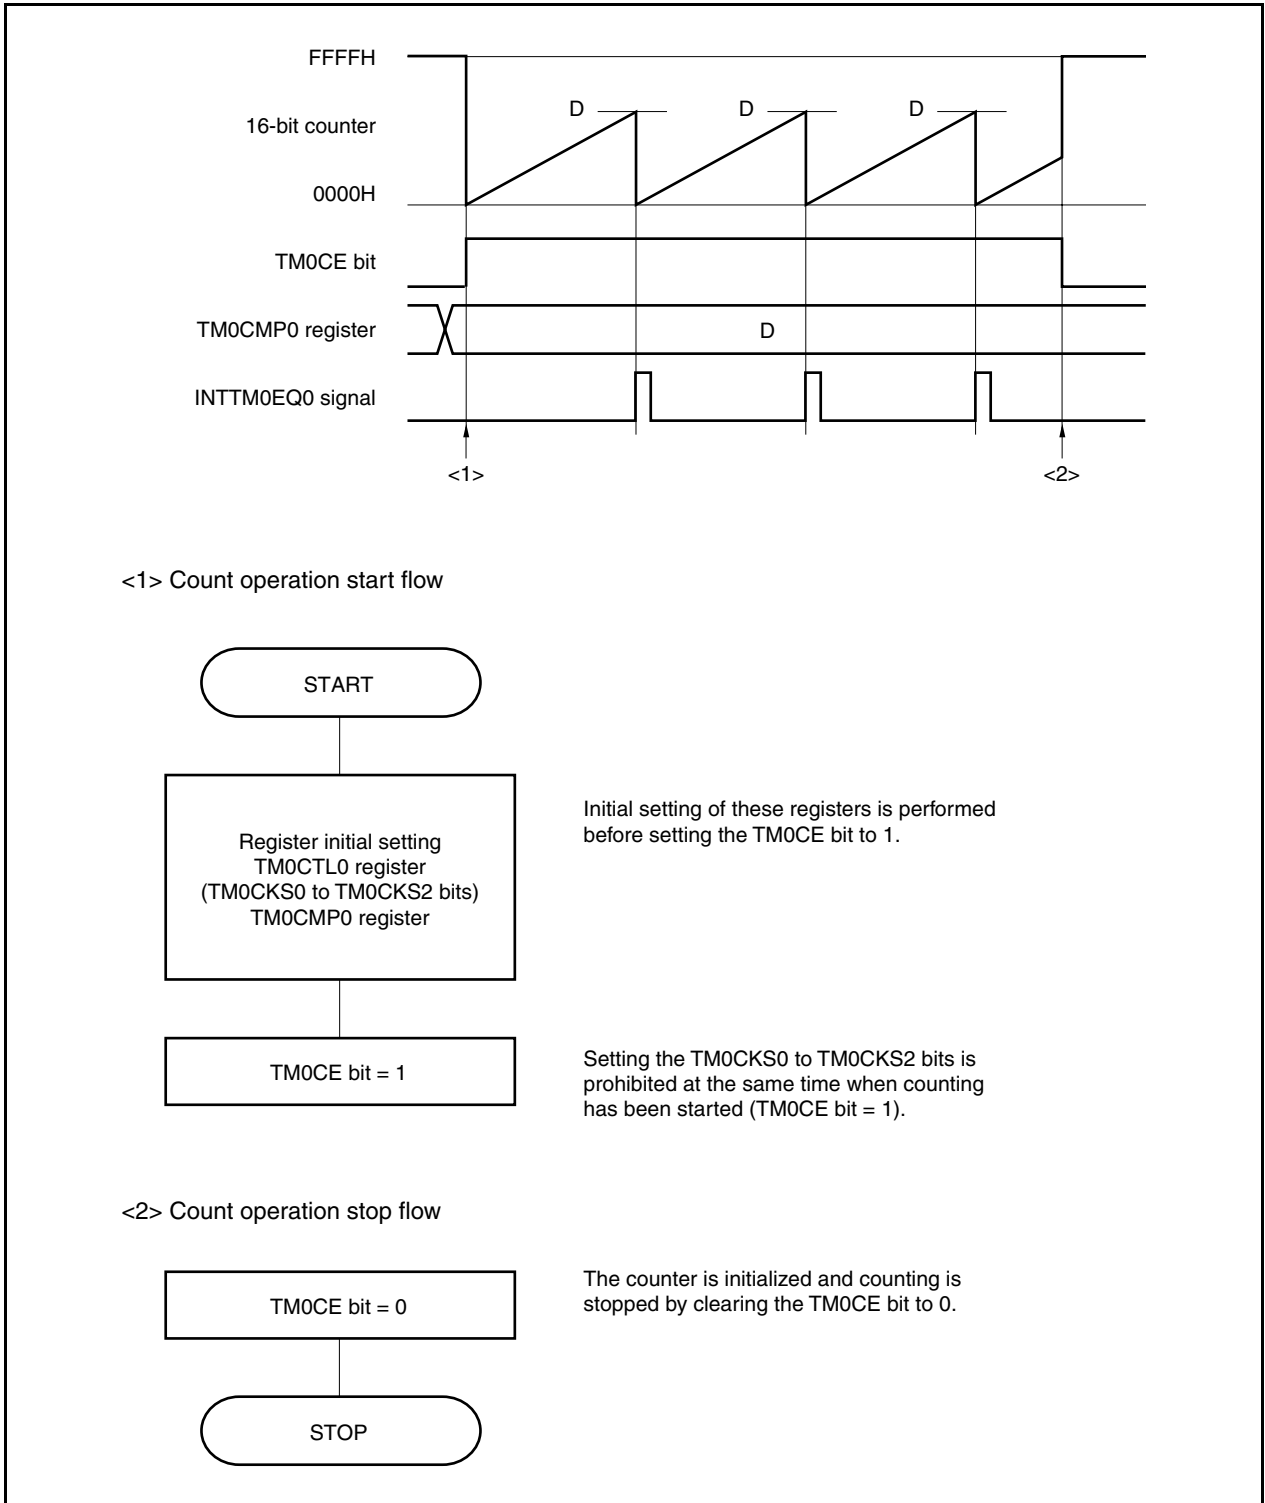 FFFFH
D D D
16-bit counter
0000H
TM0CE bit
TM0CMP0 register
D
INTTM0EQ0 signal
<1> <2>
<1> Count operation start flow
START
Register initial setting
TM0CTL0 register
(TM0CKS0 to TM0CKS2 bits)
TM0CMP0 register
Initial setting of these registers is performed
before setting the TM0CE bit to 1.
TM0CE bit = 1
Setting the TM0CKS0 to TM0CKS2 bits is
prohibited at the same time when counting
has been started (TM0CE bit = 1).
<2> Count operation stop flow
TM0CE bit = 0
The counter is initialized and counting is
stopped by clearing the TM0CE bit to 0.
STOP